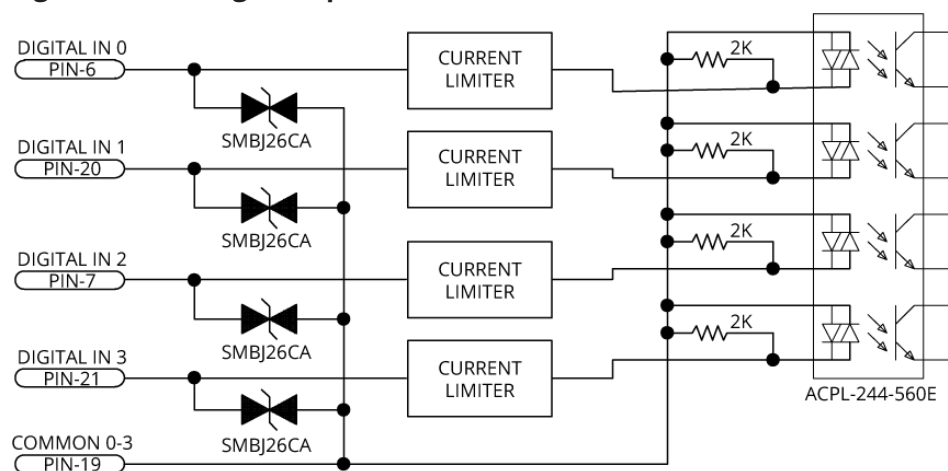 DIGITAL IN 0
PIN-6
CURRENT
LIMITER
2K
SMBJ26CA
DIGITAL IN 1
PIN-20
CURRENT
LIMITER
2K
SMBJ26CA
DIGITAL IN 2
PIN-7
CURRENT
LIMITER
2K
SMBJ26CA
DIGITAL IN 3
PIN-21
CURRENT
LIMITER
2K
SMBJ26CA
ACPL-244-560E
COMMON 0-3
PIN-19